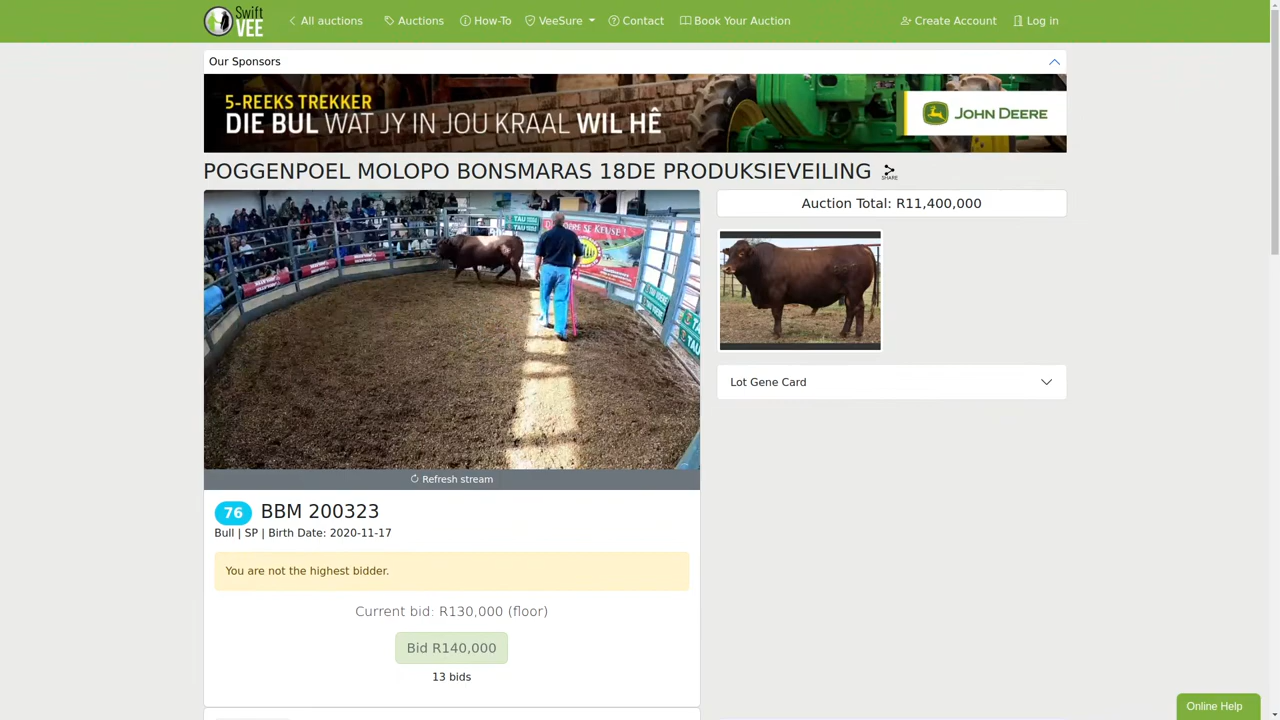 Swift VEE
All auctions
Auctions
How-To
VeeSure
Contact
Book Your Auction
Create Account
Log in
Our Sponsors
5-REEKS TREKKER
DIE BUL WAT JY IN JOU KRAAL WIL HÊ
JOHN DEERE
POGGENPOEL MOLOPO BONSMARAS 18DE PRODUKSIEVEILING
SHARE
Auction Total: R11,400,000
TAU
Lot Gene Card
Refresh stream
76 BBM 200323
Bull | SP | Birth Date: 2020-11-17
You are not the highest bidder.
Current bid: R130,000 (floor)
Bid R140,000
13 bids
Online Help